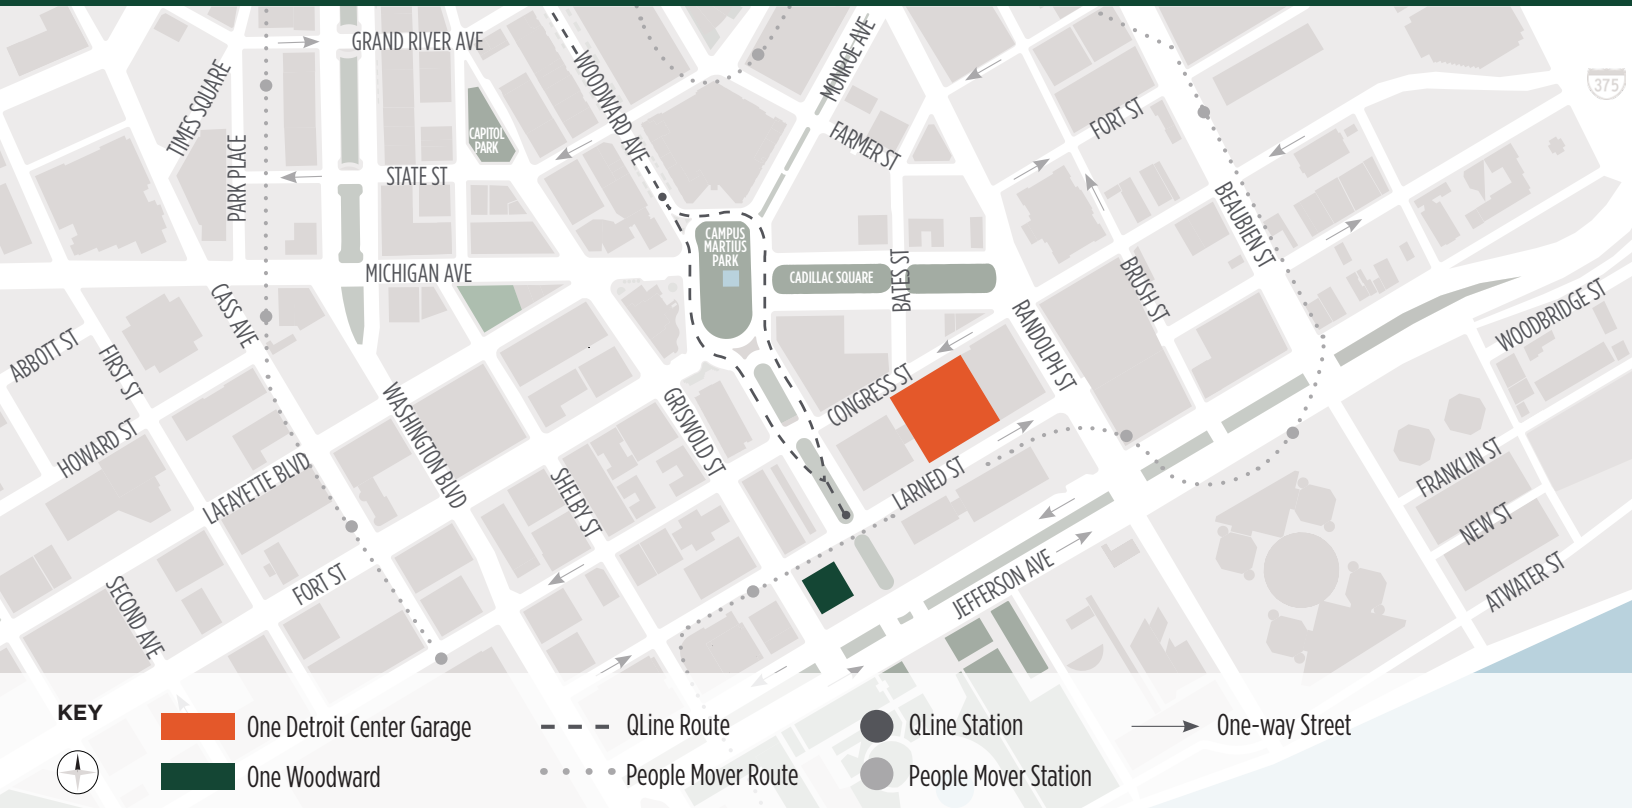 GRAND RIVER AVE
WOODWARD AVE
MONROE AVE
375
TIMES SQUARE
CAPITOL
PARK
FARMER ST
FORT ST
PARK PLACE
STATE ST
BEAUBIEN ST
CAMPUS
MARTIUS
PARK
MICHIGAN AVE
CADILLAC SQUARE
BATES ST
BRUSH ST
CASS AVE
RANDOLPH ST
WOODBRIDGE ST
ABBOTT ST
FIRST ST
CONGRESS ST
WASHINGTON BLVD
GRISWOLD ST
HOWARD ST
LAFAYETTE BLVD
SHELBY ST
LARNED ST
FRANKLIN ST
NEW ST
SECOND AVE
FORT ST
JEFFERSON AVE
ATWATER ST
KEY
One Detroit Center Garage
QLine Route
QLine Station
One-way Street
One Woodward
People Mover Route
People Mover Station